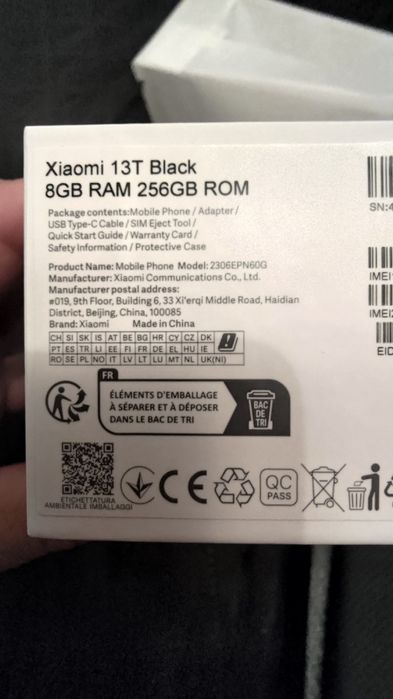 Xiaomi 13T Black
8GB RAM 256GB ROM
Package contents:Mobile Phone / Adapter /
USB Type-C Cable / SIM Eject Tool /
Quick Start Guide / Warranty Card /
Safety Information / Protective Case
Product Name: Mobile Phone Model: 2306EPN60G
Manufacturer: Xiaomi Communications Co., Ltd.
Manufacturer postal address:
#019, 9th Floor, Building 6, 33 Xi'erqi Middle Road, Haidian
District, Beijing, China, 100085
Brand: Xiaomi Made in China
CH SI SK IS AT BE BG HR CY CZ DK
PT ES TR LI EE FI FR DE EL HU IE
RO SE PL NO IT LV LT LU MT NL UK(NI)
FR
ÉLÉMENTS D'EMBALLAGE
À SÉPARER ET À DÉPOSER
DANS LE BAC DE TRI
BAC
DE
TRI
ETICHETTATURA
AMBIENTALE IMBALLAGGI
CE
QC
PASS
SN:4
IMEI
IMEI2
EID